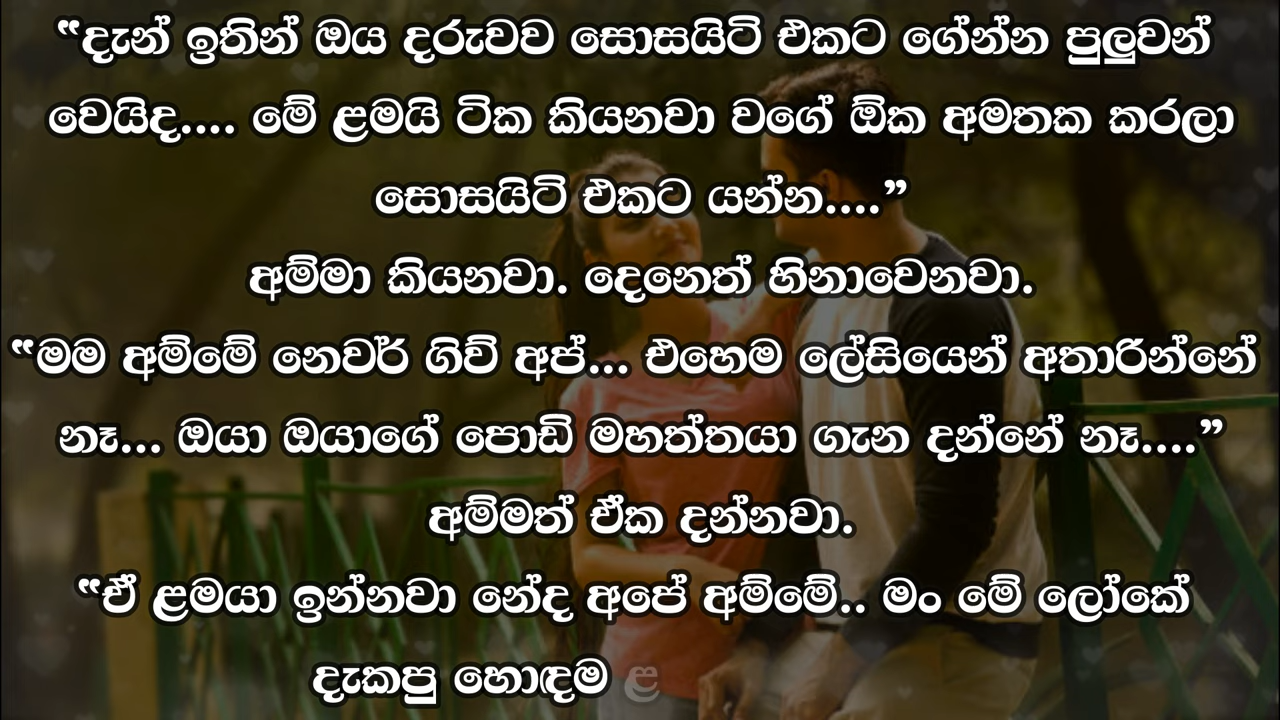 “දැන් ඉතින් ඔය දරුවව සොසයිටි එකට ගේන්න පුලුවන්
වෙයිද.... මේ ළමයි ටික කියනවා වගේ ඕක අමතක කරලා
සොසයිටි එකට යන්න....”
අම්මා කියනවා. දෙනෙත් හිනාවෙනවා.
“මම අම්මේ නෙවර් ගිව් අප්... එහෙම ලේසියෙන් අතාරින්නේ
නෑ... ඔයා ඔයාගේ පොඩි මහත්තයා ගැන දන්නේ නෑ....”
අම්මත් ඒක දන්නවා.
“ඒ ළමයා ඉන්නවා නේද අපේ අම්මේ.. මං මේ ලෝකේ
දැකපු හොඳම ළ